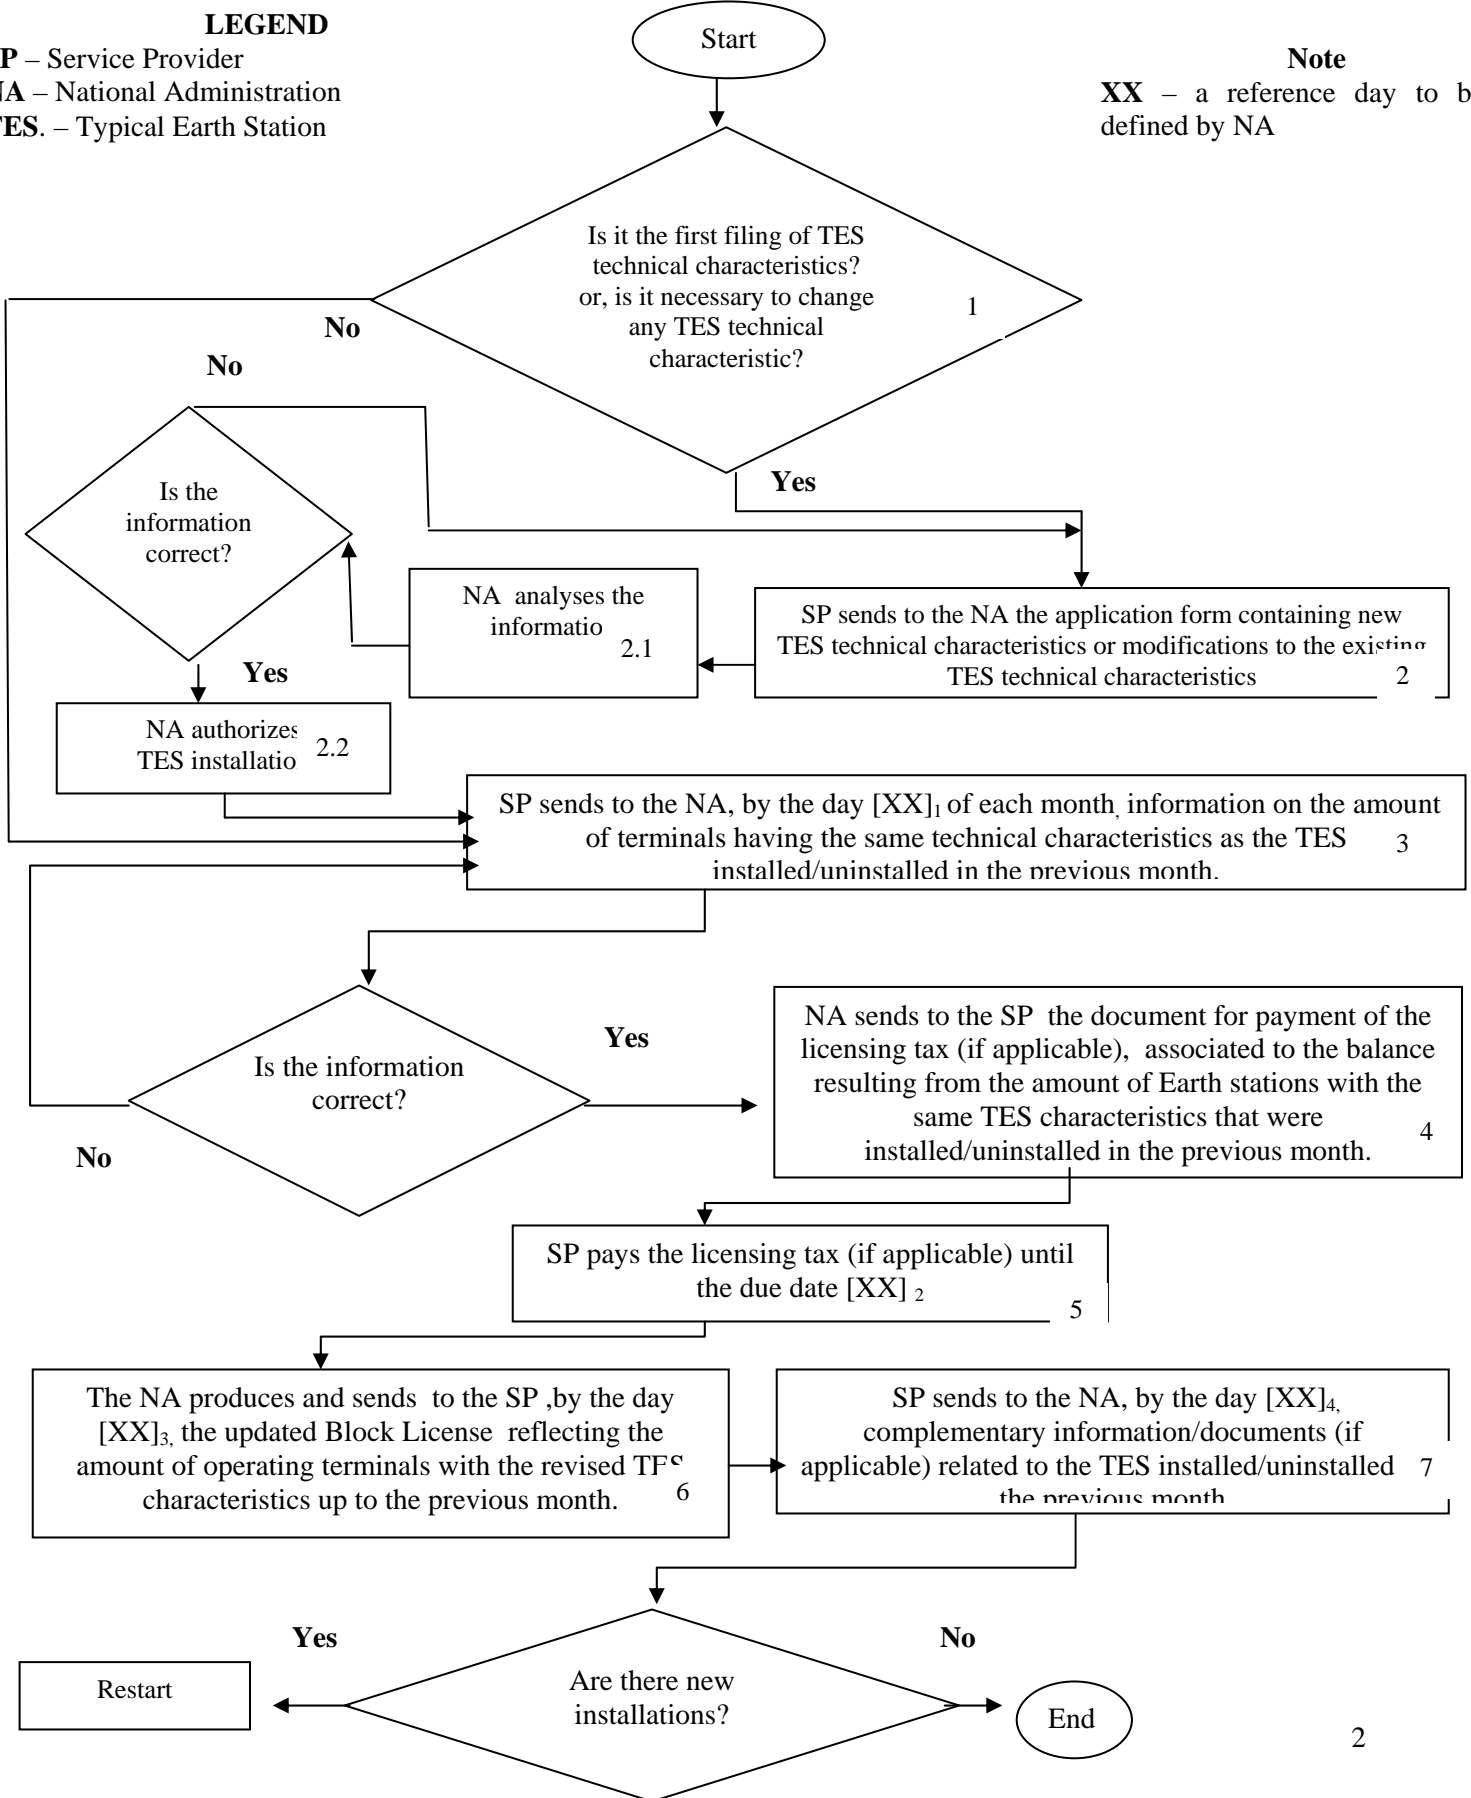 LEGEND
P – Service Provider
NA – National Administration
TES. – Typical Earth Station
Start
Note
XX – a reference day to b
defined by NA
Is it the first filing of TES
technical characteristics?
or, is it necessary to change
any TES technical
characteristic?
1
No
No
Yes
Is the
information
correct?
NA analyses the
informatio
2.1
SP sends to the NA the application form containing new
TES technical characteristics or modifications to the existing
TES technical characteristics
2
Yes
NA authorizes
TES installatio
2.2
SP sends to the NA, by the day [XX]1 of each month, information on the amount
of terminals having the same technical characteristics as the TES
installed/uninstalled in the previous month.
3
Is the information
correct?
Yes
No
NA sends to the SP the document for payment of the
licensing tax (if applicable), associated to the balance
resulting from the amount of Earth stations with the
same TES characteristics that were
installed/uninstalled in the previous month.
4
SP pays the licensing tax (if applicable) until
the due date [XX] 2
5
The NA produces and sends to the SP ,by the day
[XX]3, the updated Block License reflecting the
amount of operating terminals with the revised TES
characteristics up to the previous month.
6
SP sends to the NA, by the day [XX]4,
complementary information/documents (if
applicable) related to the TES installed/uninstalled
the previous month
7
Yes
No
Restart
Are there new
installations?
End
2